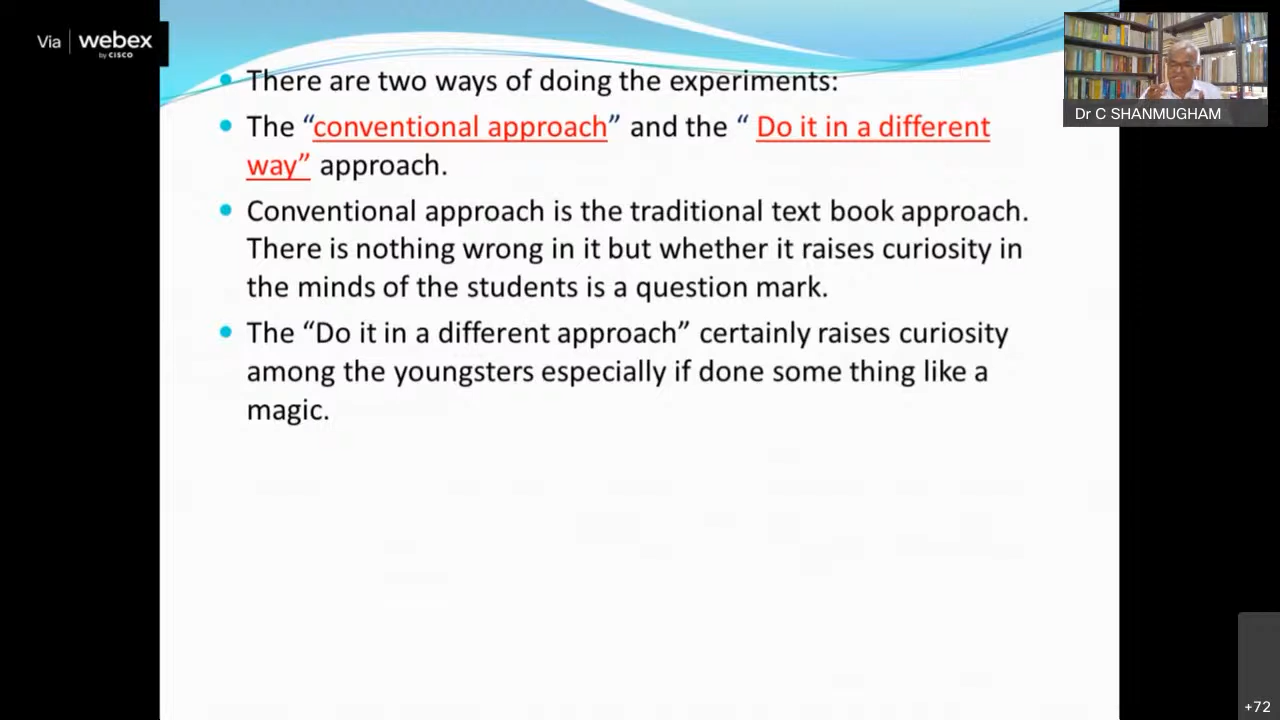 Via webex
by CISCO
There are two ways of doing the experiments:
The “conventional approach” and the “ Do it in a different
way” approach.
Conventional approach is the traditional text book approach.
There is nothing wrong in it but whether it raises curiosity in
the minds of the students is a question mark.
The “Do it in a different approach” certainly raises curiosity
among the youngsters especially if done some thing like a
magic.
Dr C SHANMUGHAM
+72